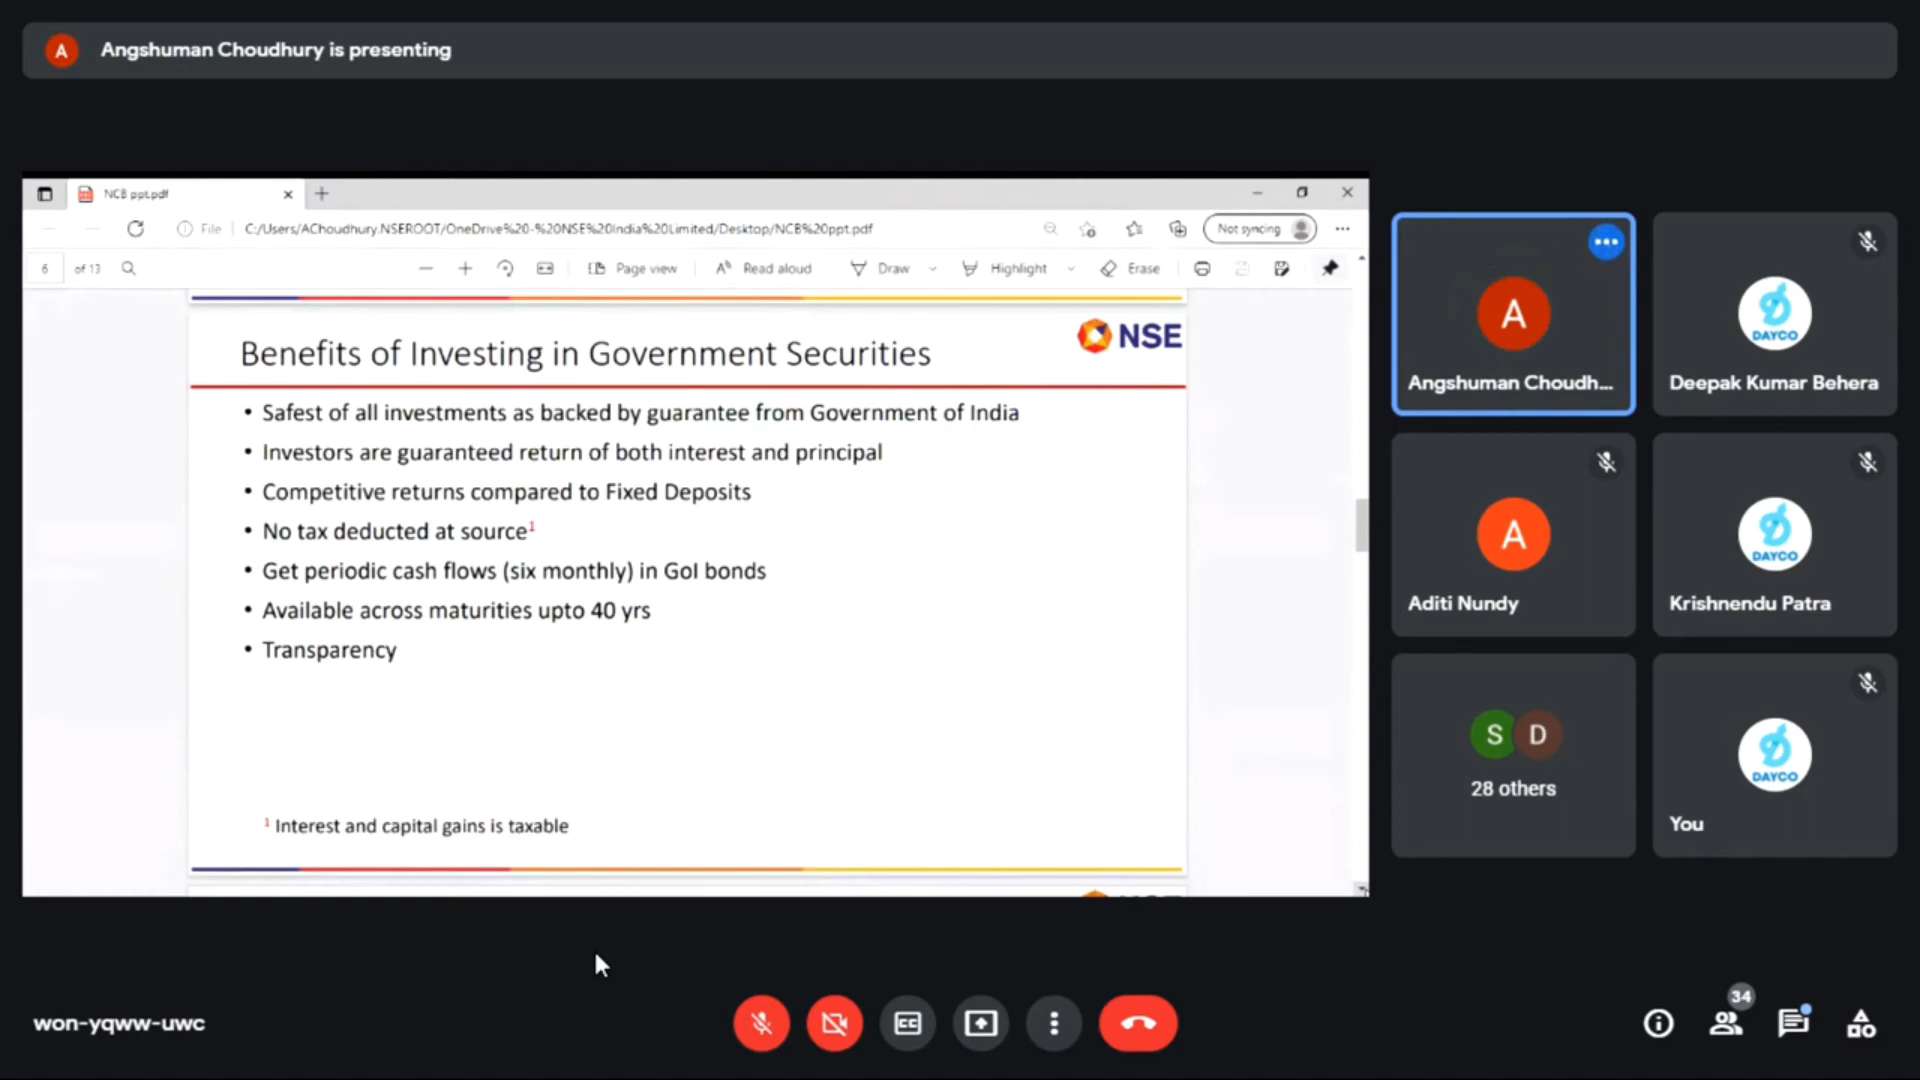 A Angshuman Choudhury is presenting
NCB ppt.pdf
File C:/Users/AChoudhury.NSEROOT/OneDrive%20-%20NSE%20India%20Limited/Desktop/NCB%20ppt.pdf Not syncing
6 of 13 Page view Read aloud Draw Highlight Erase
NSE
Benefits of Investing in Government Securities
• Safest of all investments as backed by guarantee from Government of India
• Investors are guaranteed return of both interest and principal
• Competitive returns compared to Fixed Deposits
• No tax deducted at source¹
• Get periodic cash flows (six monthly) in GoI bonds
• Available across maturities upto 40 yrs
• Transparency
¹ Interest and capital gains is taxable
A
Angshuman Choudh...
DAYCO
Deepak Kumar Behera
A
Aditi Nundy
DAYCO
Krishnendu Patra
S D
28 others
DAYCO
You
won-yqww-uwc
CC
34